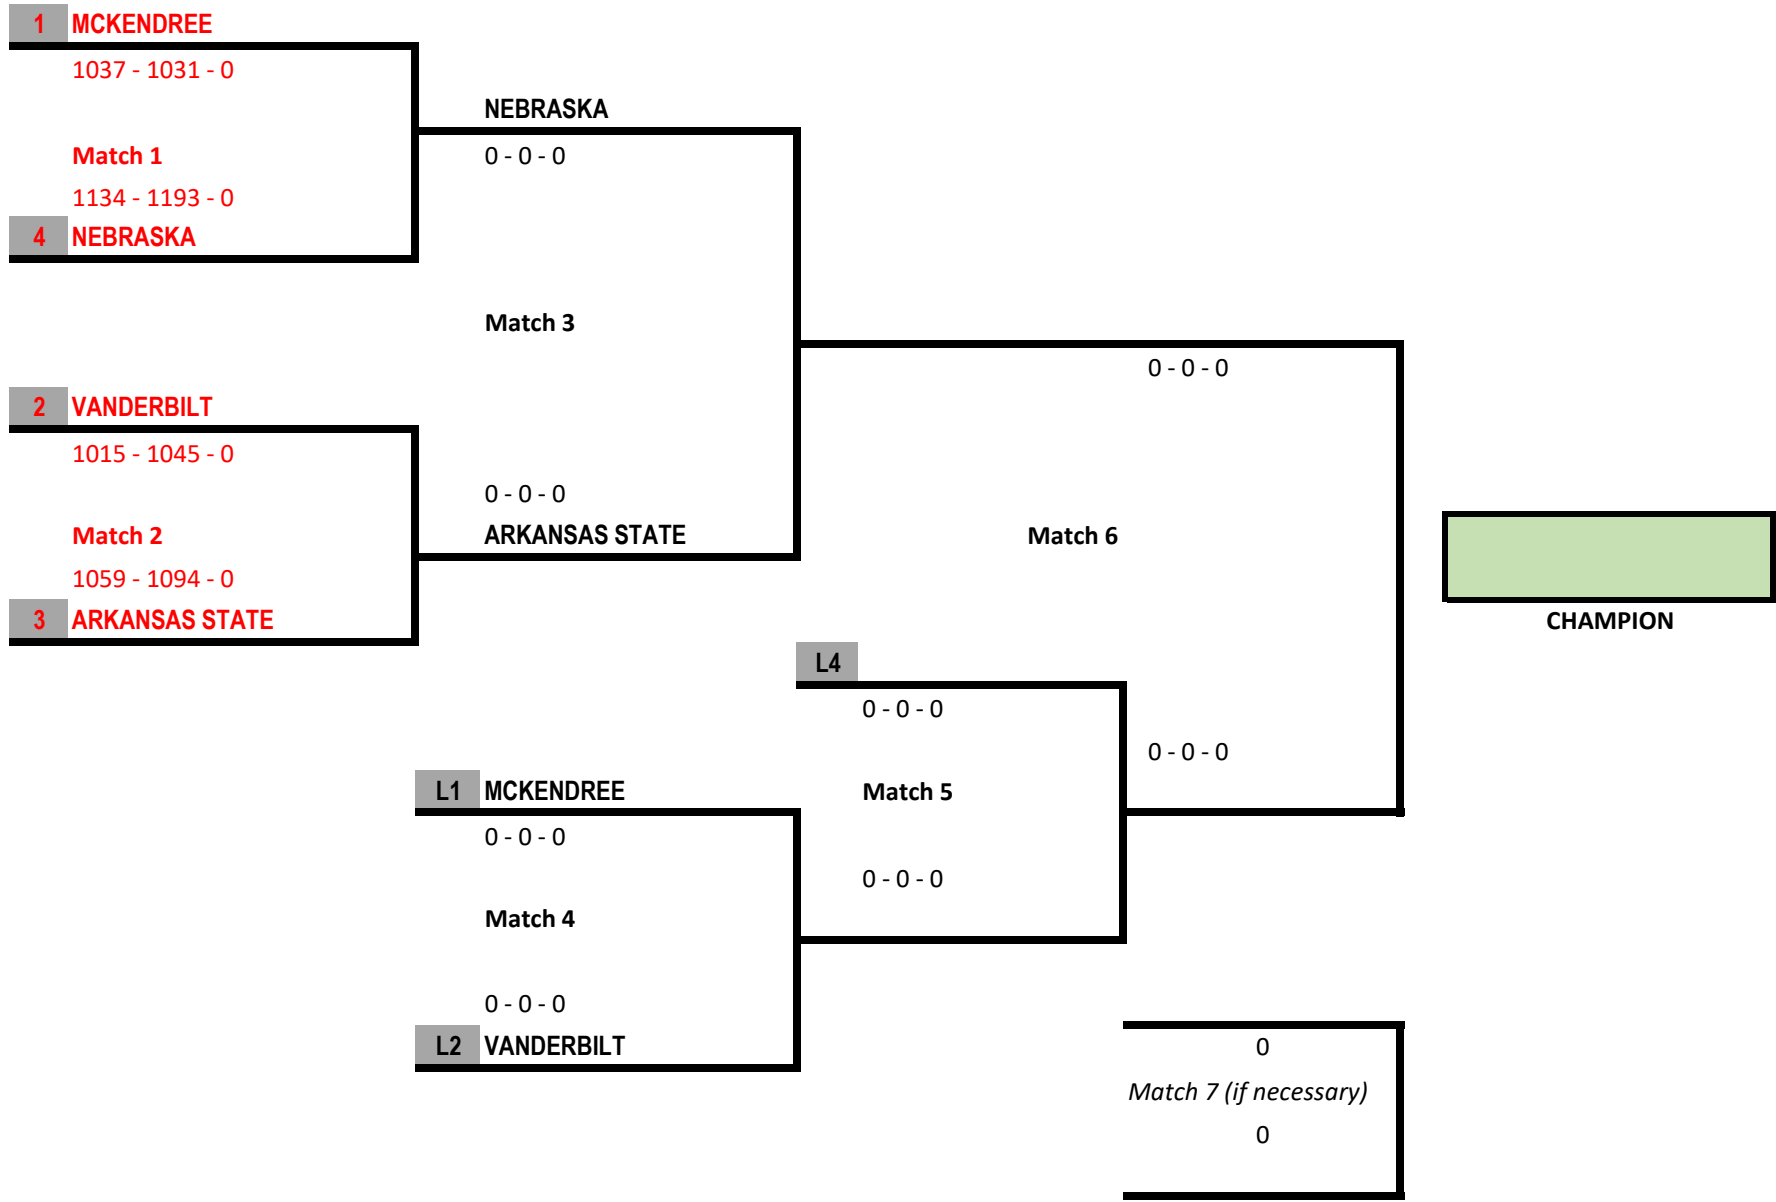 1 MCKENDREE
1037 - 1031 - 0
Match 1
1134 - 1193 - 0
4 NEBRASKA
NEBRASKA
0 - 0 - 0
Match 3
0 - 0 - 0
ARKANSAS STATE
2 VANDERBILT
1015 - 1045 - 0
Match 2
1059 - 1094 - 0
3 ARKANSAS STATE
0 - 0 - 0
Match 6
0 - 0 - 0
CHAMPION
L4
0 - 0 - 0
Match 5
0 - 0 - 0
L1 MCKENDREE
0 - 0 - 0
Match 4
0 - 0 - 0
L2 VANDERBILT
0
Match 7 (if necessary)
0